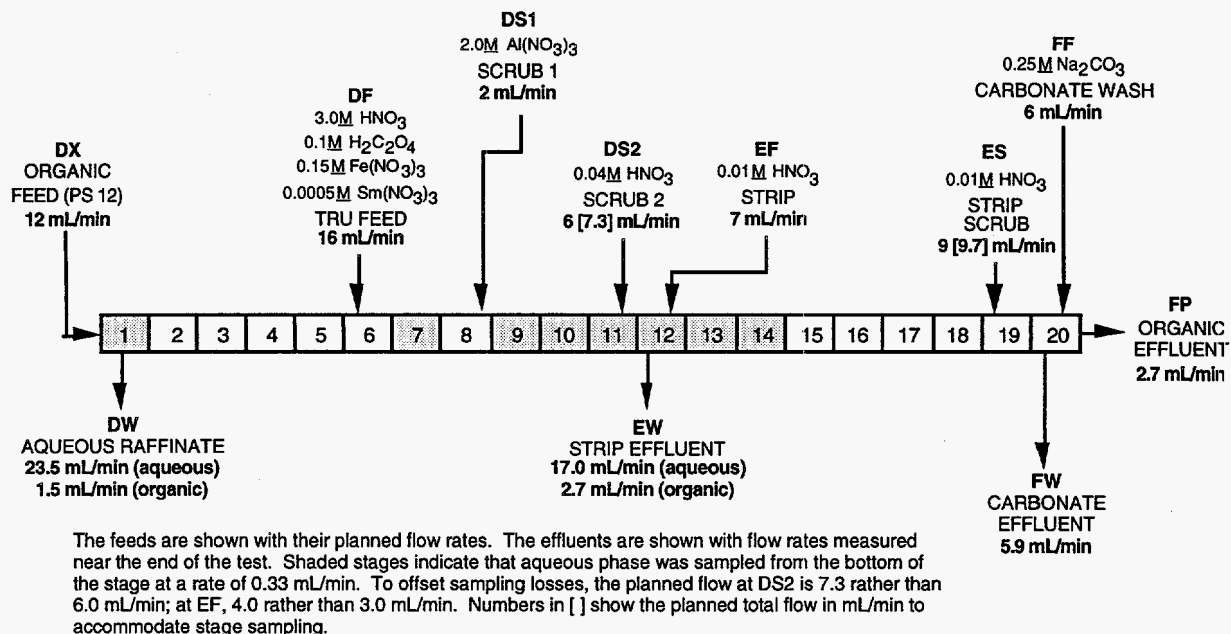 DS1
2.0M Al(NO3)3
SCRUB 1
2 mL/min
FF
0.25M Na2CO3
CARBONATE WASH
6 mL/min
DF
3.0M HNO3
0.1M H2C2O4
0.15M Fe(NO3)3
0.0005M Sm(NO3)3
TRU FEED
16 mL/min
DX
ORGANIC
FEED (PS 12)
12 mL/min
DS2
0.04M HNO3
SCRUB 2
6 [7.3] mL/min
EF
0.01M HNO3
STRIP
7 mL/min
ES
0.01M HNO3
STRIP
SCRUB
9 [9.7] mL/min
1 2 3 4 5 6 7 8 9 10 11 12 13 14 15 16 17 18 19 20
FP
ORGANIC
EFFLUENT
2.7 mL/min
DW
AQUEOUS RAFFINATE
23.5 mL/min (aqueous)
1.5 mL/min (organic)
EW
STRIP EFFLUENT
17.0 mL/min (aqueous)
2.7 mL/min (organic)
FW
CARBONATE
EFFLUENT
5.9 mL/min
The feeds are shown with their planned flow rates. The effluents are shown with flow rates measured
near the end of the test. Shaded stages indicate that aqueous phase was sampled from the bottom of
the stage at a rate of 0.33 mL/min. To offset sampling losses, the planned flow at DS2 is 7.3 rather than
6.0 mL/min; at EF, 4.0 rather than 3.0 mL/min. Numbers in [ ] show the planned total flow in mL/min to
accommodate stage sampling.